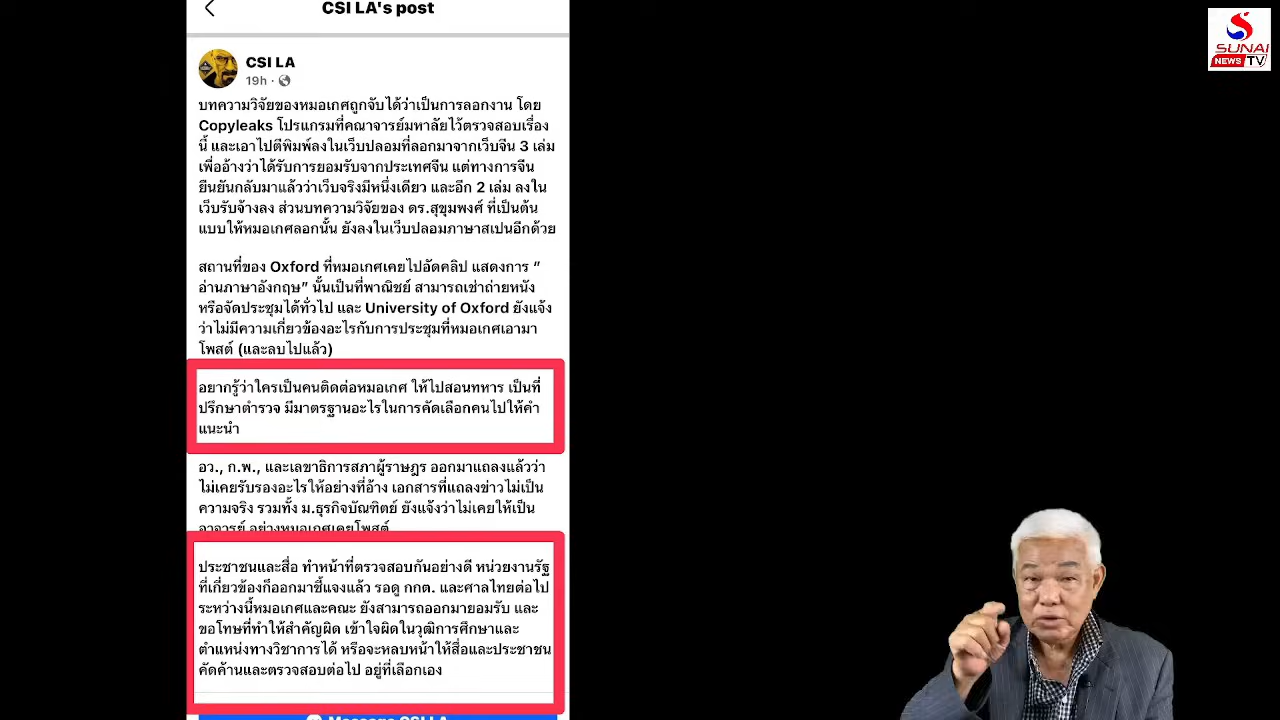 CSI LA's post
SUNAI
NEWS TV
CSI LA
19h ·
บทความวิจัยของหมอเกศถูกจับได้ว่าเป็นการลอกงาน โดย
Copyleaks โปรแกรมที่คณาจารย์มหาลัยไว้ตรวจสอบเรื่อง
นี้ และเอาไปตีพิมพ์ลงในเว็บปลอมที่ลอกมาจากเว็บจีน 3 เล่ม
เพื่ออ้างว่าได้รับการยอมรับจากประเทศจีน แต่ทางการจีน
ยืนยันกลับมาแล้วว่าเว็บจริงมีหนึ่งเดียว และอีก 2 เล่ม ลงใน
เว็บรับจ้างลง ส่วนบทความวิจัยของ ดร.สุขุมพงศ์ ที่เป็นต้น
แบบให้หมอเกศลอกนั้น ยังลงในเว็บปลอมภาษาสเปนอีกด้วย
สถานที่ของ Oxford ที่หมอเกศเคยไปอัดคลิป แสดงการ "
อ่านภาษาอังกฤษ" นั้นเป็นที่พาณิชย์ สามารถเช่าถ่ายหนัง
หรือจัดประชุมได้ทั่วไป และ University of Oxford ยังแจ้ง
ว่าไม่มีความเกี่ยวข้องอะไรกับการประชุมที่หมอเกศเอามา
โพสต์ (และลบไปแล้ว)
อยากรู้ว่าใครเป็นคนติดต่อหมอเกศ ให้ไปสอนทหาร เป็นที่
ปรึกษาตำรวจ มีมาตรฐานอะไรในการคัดเลือกคนไปให้คำ
แนะนำ
อว., ก.พ., และเลขาธิการสภาผู้ราษฎร ออกมาแถลงแล้วว่า
ไม่เคยรับรองอะไรให้อย่างที่อ้าง เอกสารที่แถลงข่าวไม่เป็น
ความจริง รวมทั้ง ม.ธุรกิจบัณฑิตย์ ยังแจ้งว่าไม่เคยให้เป็น
อาจารย์ อย่างหมอเกศเคยโพสต์
ประชาชนและสื่อ ทำหน้าที่ตรวจสอบกันอย่างดี หน่วยงานรัฐ
ที่เกี่ยวข้องก็ออกมาชี้แจงแล้ว รอดู กกต. และศาลไทยต่อไป
ระหว่างนี้หมอเกศและคณะ ยังสามารถออกมายอมรับ และ
ขอโทษที่ทำให้สำคัญผิด เข้าใจผิดในวุฒิการศึกษาและ
ตำแหน่งทางวิชาการได้ หรือจะหลบหน้าให้สื่อและประชาชน
คัดค้านและตรวจสอบต่อไป อยู่ที่เลือกเอง
Message CSI LA